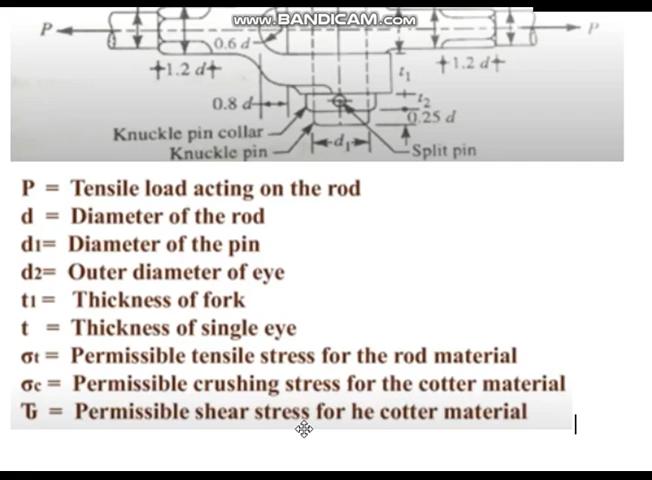 www.BANDICAM.com
P
P
0.6 d
1.2 d
t1
1.2 d
0.8 d
t2
0.25 d
Knuckle pin collar
d1
Knuckle pin
Split pin
P = Tensile load acting on the rod
d = Diameter of the rod
d1= Diameter of the pin
d2= Outer diameter of eye
t1 = Thickness of fork
t = Thickness of single eye
σt = Permissible tensile stress for the rod material
σc = Permissible crushing stress for the cotter material
τ = Permissible shear stress for he cotter material